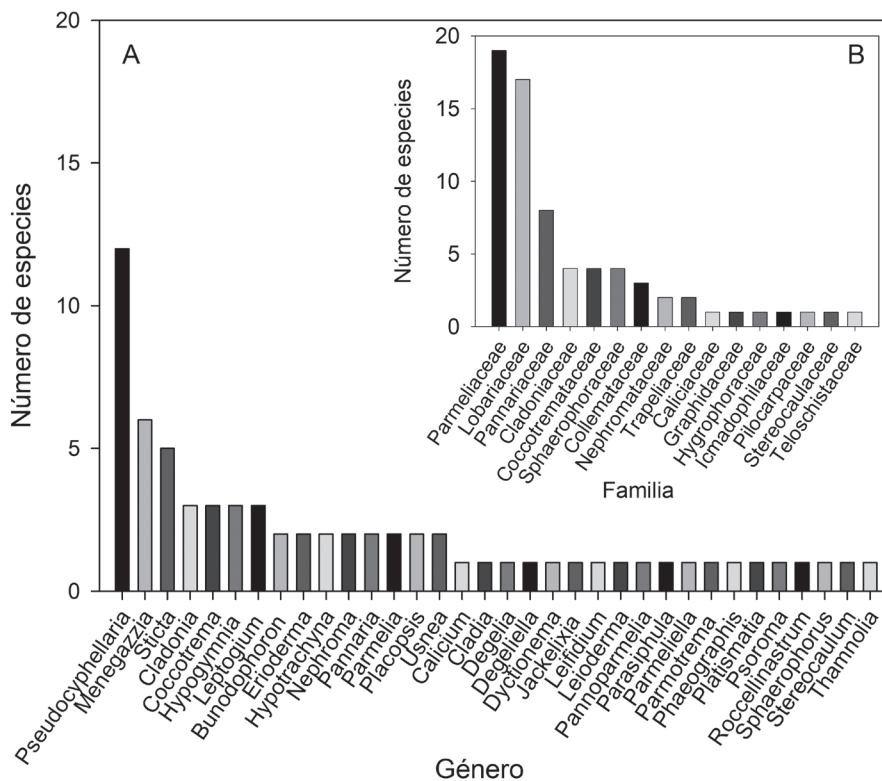 A
Número de especies
20
15
10
5
0
Pseudocyphellaria
Menegazzia
Sticta
Cladonia
Coccotrema
Hypogymnia
Leptogium
Bunodophoron
Erioderma
Hypotrachyna
Nephroma
Pannaria
Parmelia
Placopsis
Usnea
Calicium
Cladia
Degelia
Degeliella
Dyctionema
Jackelixia
Leifidium
Leioderma
Pannoparmelia
Parasiphula
Parmeliella
Parmotrema
Phaeographis
Platismatia
Psoroma
Roccellinastrum
Sphaerophorus
Stereocaulum
Thamnolia
Género
B
Número de especies
20
15
10
5
0
Parmeliaceae
Lobariaceae
Pannariaceae
Cladoniaceae
Coccotremataceae
Sphaerophoraceae
Collemataceae
Nephromataceae
Trapeliaceae
Caliciaceae
Graphidaceae
Hygrophoraceae
Icmadophilaceae
Pilocarpaceae
Stereocaulaceae
Teloschistaceae
Familia